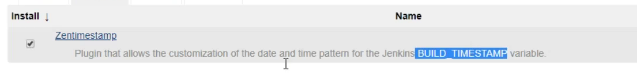 Install ↓ Name
Zentimestamp
Plugin that allows the customization of the date and time pattern for the Jenkins BUILD_TIMESTAMP variable.